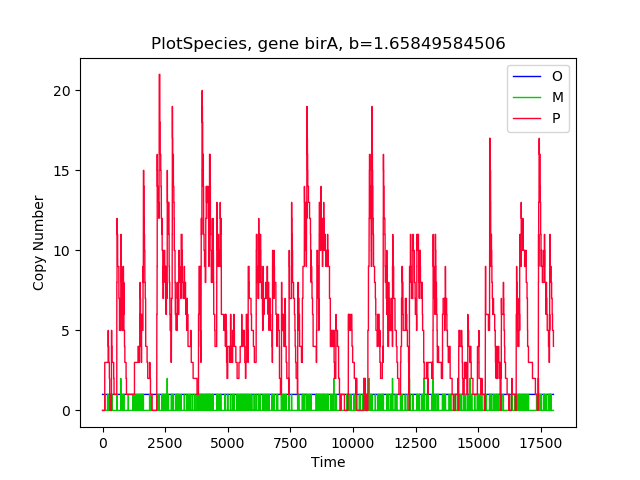 PlotSpecies, gene birA, b=1.65849584506
O
M
P
20
15
10
5
0
Copy Number
0 2500 5000 7500 10000 12500 15000 17500
Time